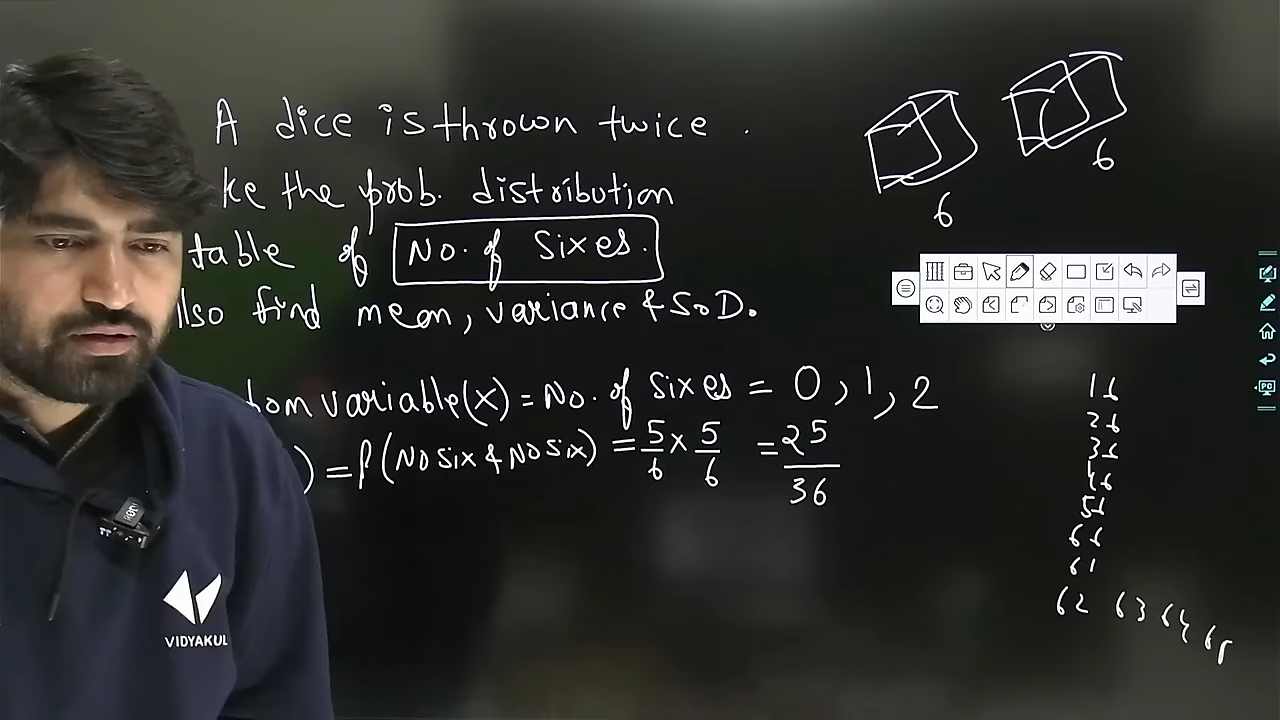 A dice is thrown twice .
ke the prob. distribution
table of No. of Sixes.
lso find mean, variance & S.D.
dom variable(X) = No. of Sixes = 0, 1, 2
) = P(No Six & No Six) = 5/6 × 5/6 = 25/36
6
6
16
26
36
46
56
66
61
62 63 64 65
VIDYAKUL